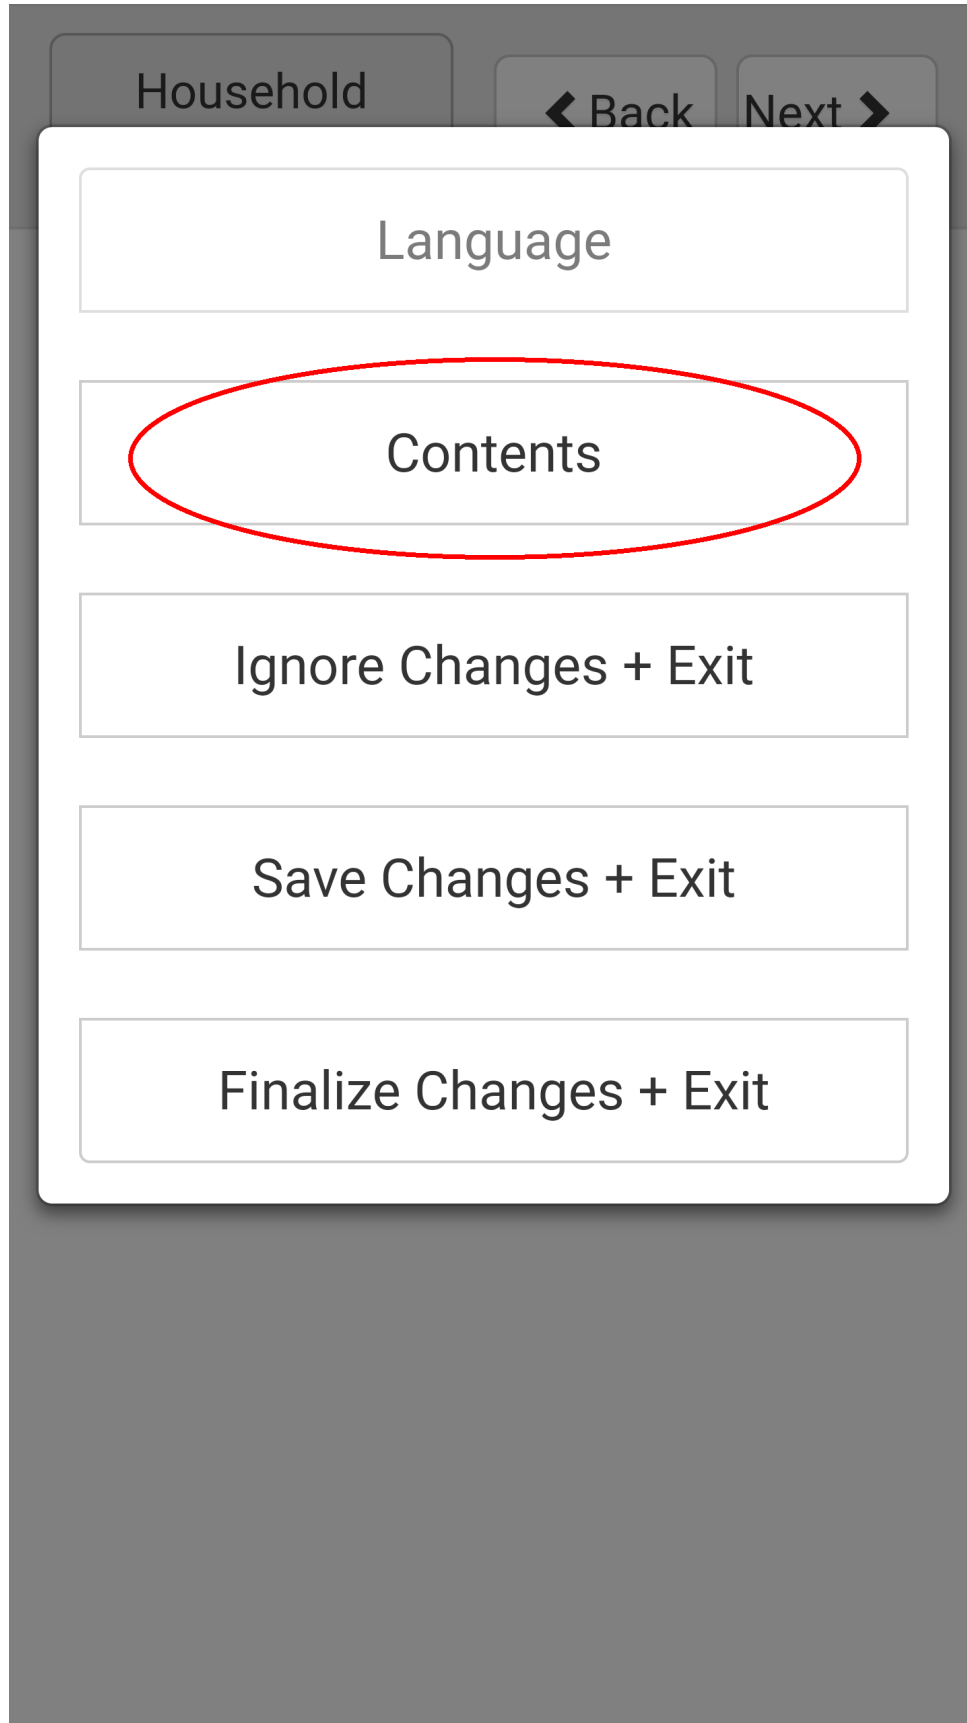 Household
Back Next
Language
Contents
Ignore Changes + Exit
Save Changes + Exit
Finalize Changes + Exit